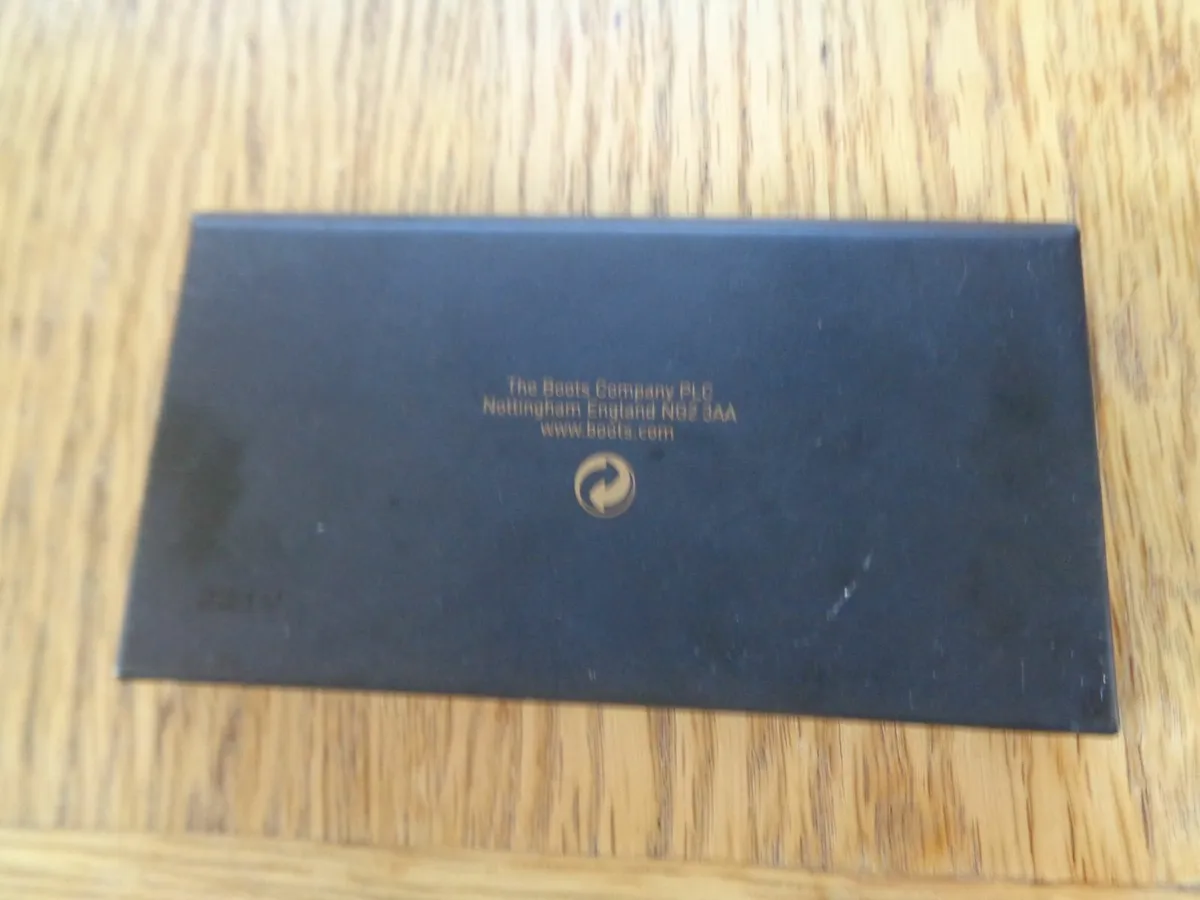 The Boots Company PLC
Nottingham England NG2 3AA
www.boots.com